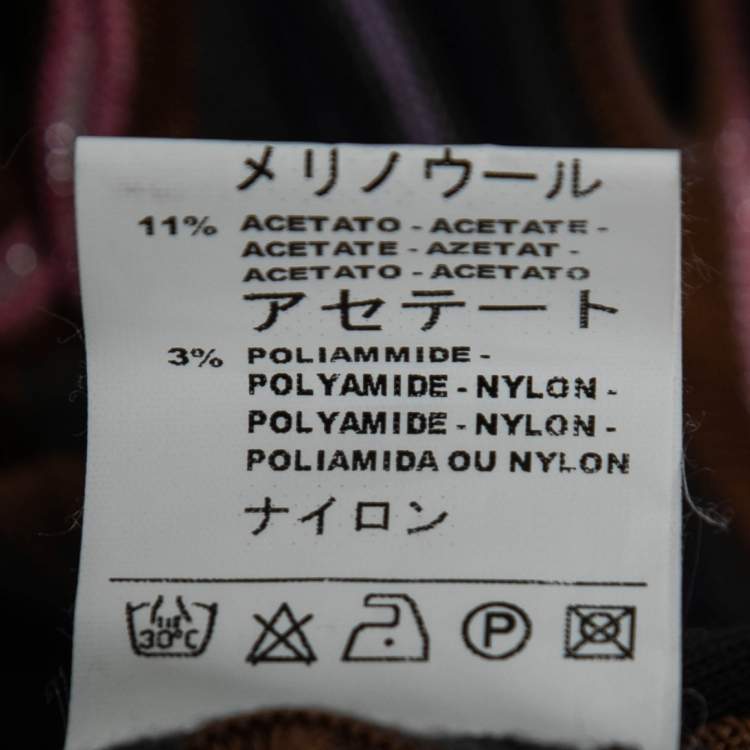 メリノウール
11% ACETATO - ACETATE -
ACETATE - AZETAT -
ACETATO - ACETATO
アセテート
3% POLIAMMIDE -
POLYAMIDE - NYLON -
POLYAMIDE - NYLON -
POLIAMIDA OU NYLON
ナイロン
30°C P